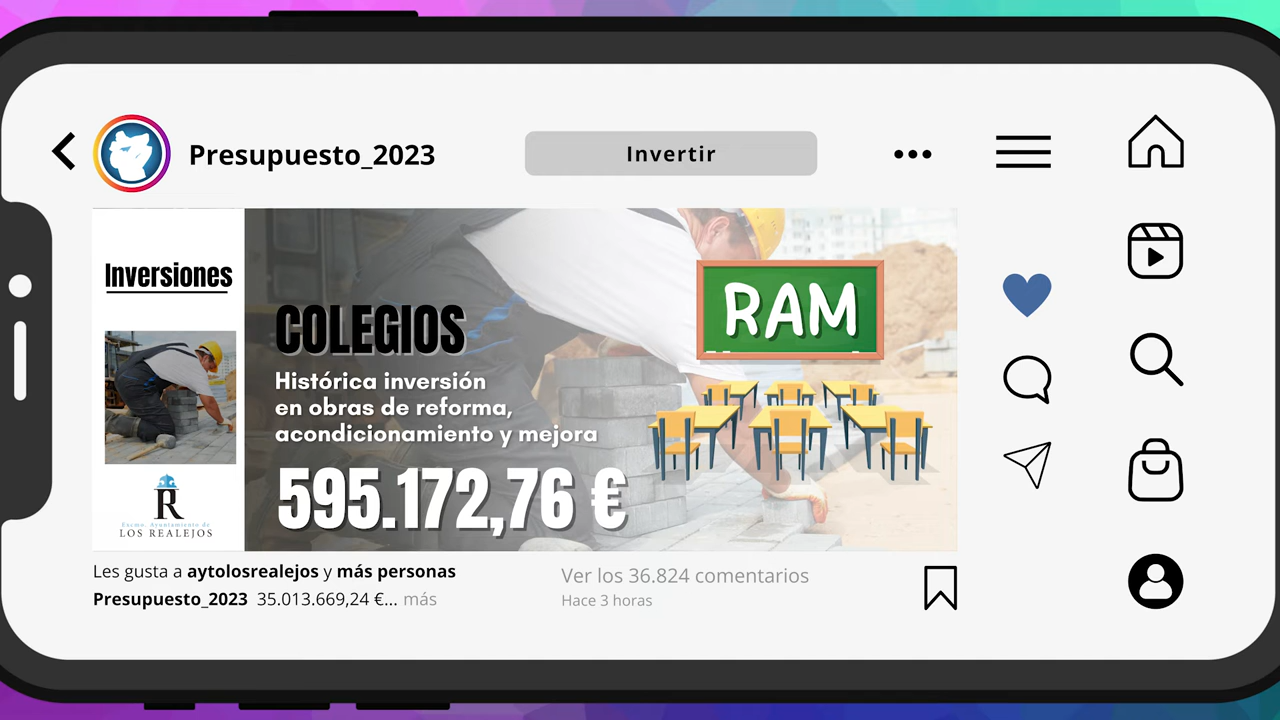 Presupuesto_2023
Invertir
Inversiones
COLEGIOS
Histórica inversión
en obras de reforma,
acondicionamiento y mejora
595.172,76 €
RAM
R
Excmo. Ayuntamiento de
LOS REALEJOS
Les gusta a aytolosrealejos y más personas
Presupuesto_2023 35.013.669,24 €... más
Ver los 36.824 comentarios
Hace 3 horas